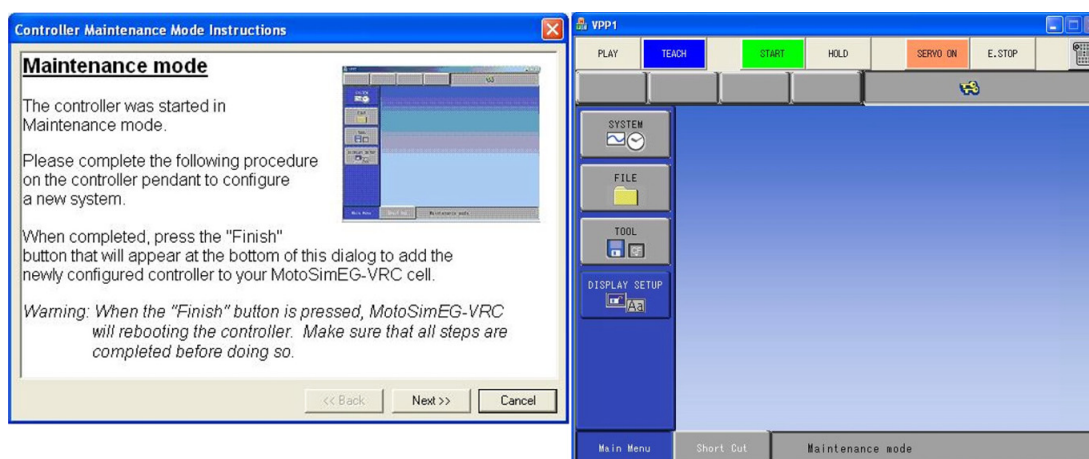 Controller Maintenance Mode Instructions
Maintenance mode
The controller was started in
Maintenance mode.
Please complete the following procedure
on the controller pendant to configure
a new system.
When completed, press the "Finish"
button that will appear at the bottom of this dialog to add the
newly configured controller to your MotoSimEG-VRC cell.
Warning: When the "Finish" button is pressed, MotoSimEG-VRC
will rebooting the controller. Make sure that all steps are
completed before doing so.
<< Back
Next >>
Cancel
VPP1
PLAY
TEACH
START
HOLD
SERVO ON
E.STOP
SYSTEM
FILE
TOOL
DISPLAY SETUP
Aa
Main Menu
Short Cut
Maintenance mode